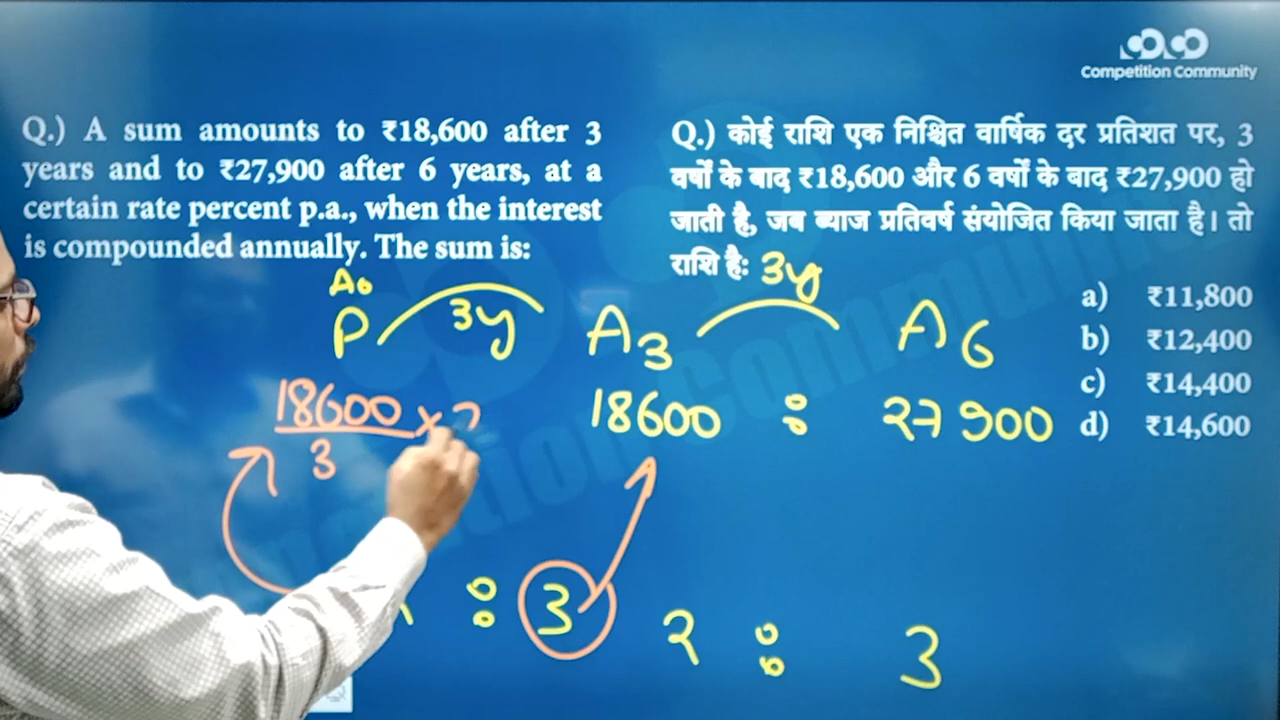 Competition Community
Q.) A sum amounts to ₹18,600 after 3
years and to ₹27,900 after 6 years, at a
certain rate percent p.a., when the interest
is compounded annually. The sum is:
Q.) कोई राशि एक निश्चित वार्षिक दर प्रतिशत पर, 3
वर्षों के बाद ₹18,600 और 6 वर्षों के बाद ₹27,900 हो
जाती है, जब ब्याज प्रतिवर्ष संयोजित किया जाता है। तो
राशि हैः
a) ₹11,800
b) ₹12,400
c) ₹14,400
d) ₹14,600
A₀
P 3y A₃ 3y A₆
18600 : 27900
18600 ×
3
: 3
2 : 3